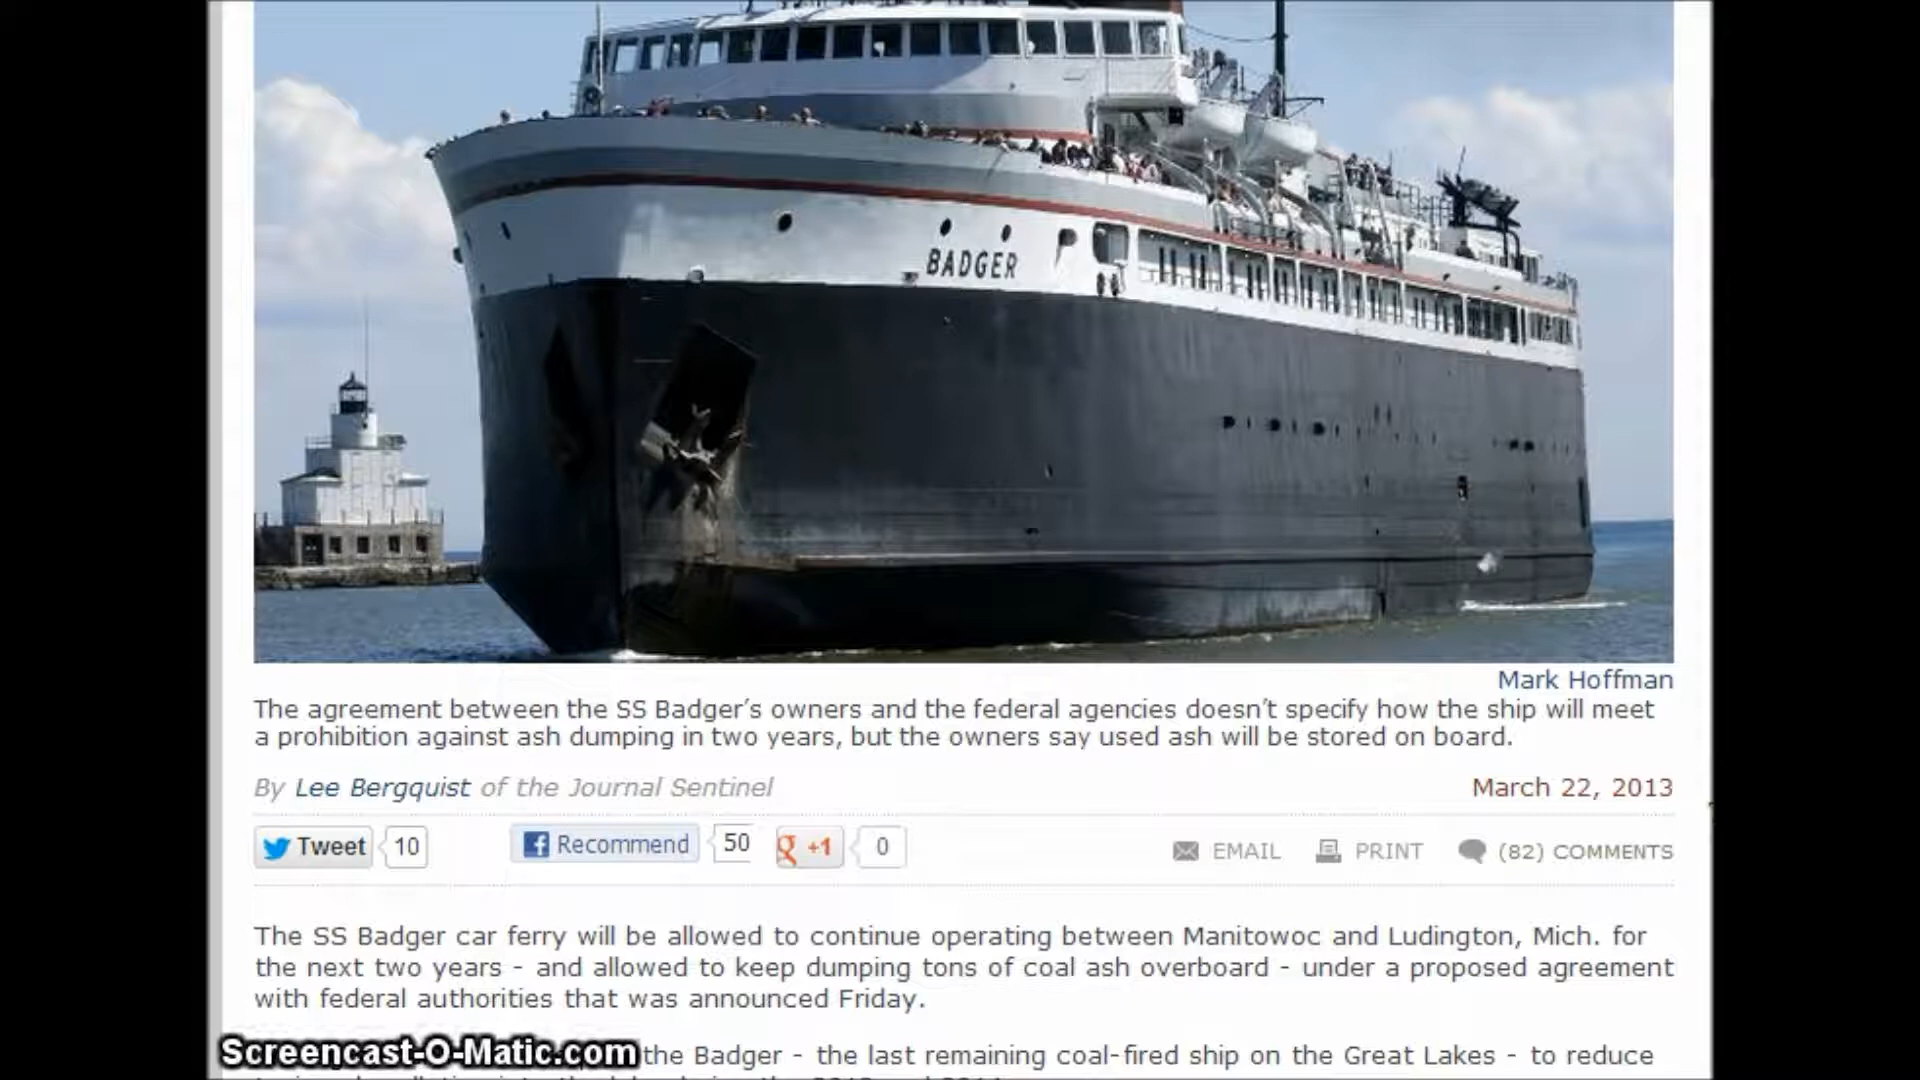 BADGER
Mark Hoffman
The agreement between the SS Badger's owners and the federal agencies doesn't specify how the ship will meet
a prohibition against ash dumping in two years, but the owners say used ash will be stored on board.
By Lee Bergquist of the Journal Sentinel
March 22, 2013
Tweet 10 Recommend 50 +1 0 EMAIL PRINT (82) COMMENTS
The SS Badger car ferry will be allowed to continue operating between Manitowoc and Ludington, Mich. for
the next two years - and allowed to keep dumping tons of coal ash overboard - under a proposed agreement
with federal authorities that was announced Friday.
Screencast-O-Matic.com the Badger - the last remaining coal-fired ship on the Great Lakes - to reduce